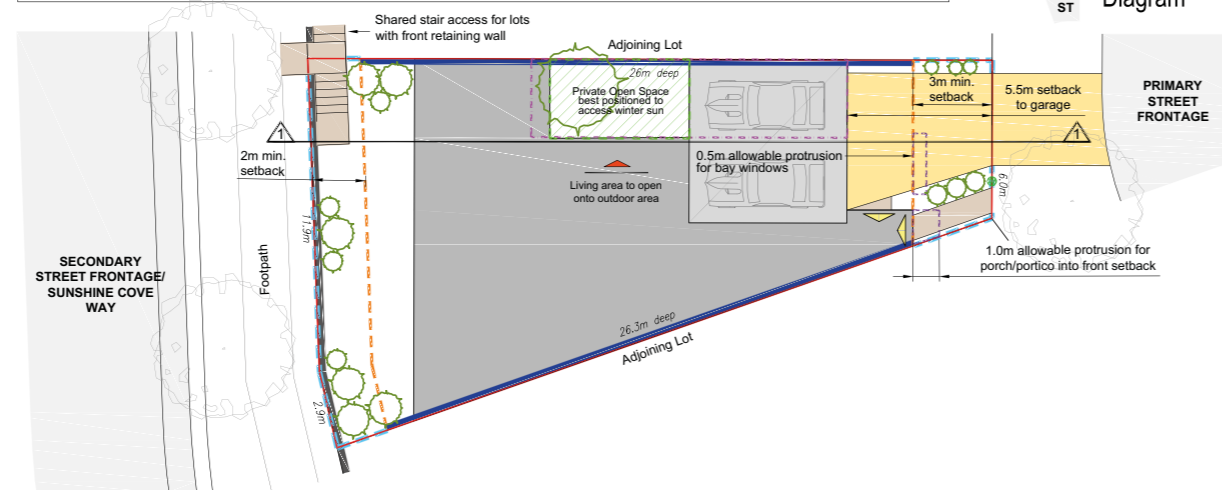 ST
Diagram
Shared stair access for lots
with front retaining wall
Adjoining Lot
26m deep
Private Open Space
best positioned to
access winter sun
3m min.
setback
5.5m setback
to garage
PRIMARY
STREET
FRONTAGE
1
1
2m min.
setback
0.5m allowable protrusion
for bay windows
Living area to open
onto outdoor area
6.0m
11.9m
Footpath
SECONDARY
STREET FRONTAGE/
SUNSHINE COVE
WAY
1.0m allowable protrusion for
porch/portico into front setback
26.3m deep
Adjoining Lot
2.9m